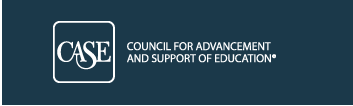 CASE
COUNCIL FOR ADVANCEMENT
AND SUPPORT OF EDUCATION®